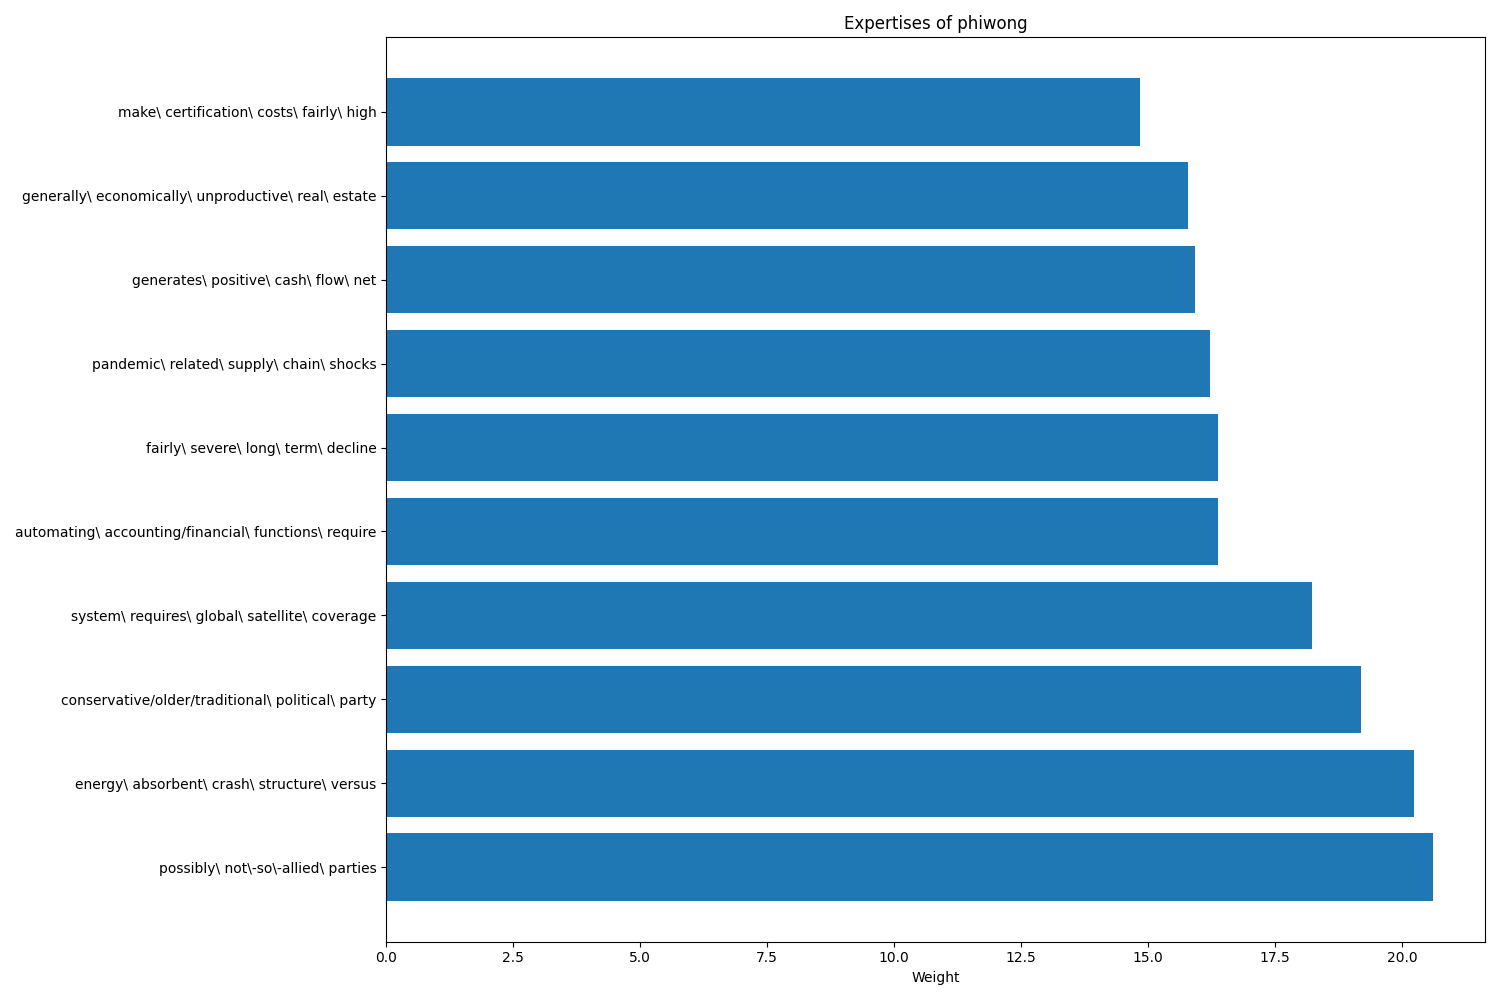 Expertises of phiwong
make\ certification\ costs\ fairly\ high
generally\ economically\ unproductive\ real\ estate
generates\ positive\ cash\ flow\ net
pandemic\ related\ supply\ chain\ shocks
fairly\ severe\ long\ term\ decline
automating\ accounting/financial\ functions\ require
system\ requires\ global\ satellite\ coverage
conservative/older/traditional\ political\ party
energy\ absorbent\ crash\ structure\ versus
possibly\ not\-so\-allied\ parties
0.0 2.5 5.0 7.5 10.0 12.5 15.0 17.5 20.0
Weight